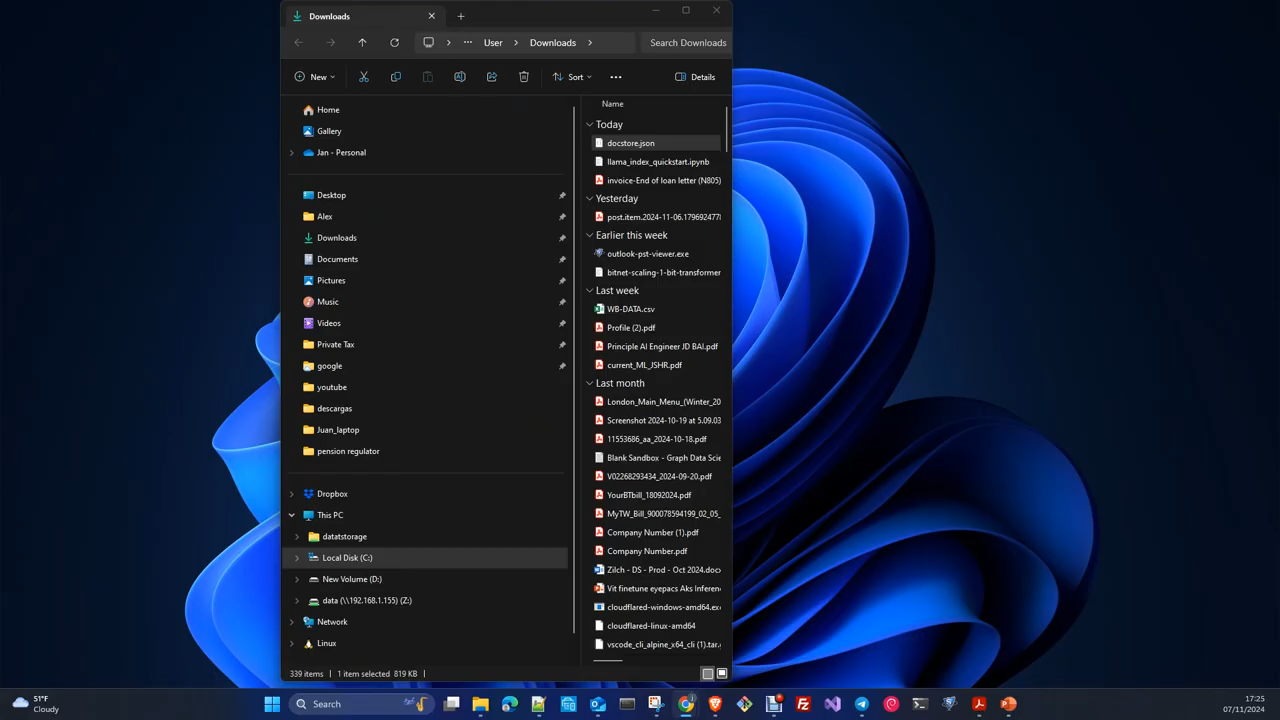 Downloads
User
Downloads
Search Downloads
New
Sort
Details
Home
Gallery
Jan - Personal
Desktop
Alex
Downloads
Documents
Pictures
Music
Videos
Private Tax
google
youtube
descargas
Juan_laptop
pension regulator
Dropbox
This PC
datatstorage
Local Disk (C:)
New Volume (D:)
data (\\192.168.1.155) (Z:)
Network
Linux
Name
Today
docstore.json
llama_index_quickstart.ipynb
invoice-End of loan letter (N805)
Yesterday
post.item.2024-11-06.1796924778
Earlier this week
outlook-pst-viewer.exe
bitnet-scaling-1-bit-transformer
Last week
WB-DATA.csv
Profile (2).pdf
Principle AI Engineer JD BAI.pdf
current_ML_JSHR.pdf
Last month
London_Main_Menu_(Winter_20
Screenshot 2024-10-19 at 5.09.03
11553686_aa_2024-10-18.pdf
Blank Sandbox - Graph Data Scie
V02268293434_2024-09-20.pdf
YourBTbill_18092024.pdf
MyTW_Bill_900078594199_02_05_
Company Number (1).pdf
Company Number.pdf
Zilch - DS - Prod - Oct 2024.docx
Vit finetune eyepacs Aks Inferenc
cloudflared-windows-amd64.exe
cloudflared-linux-amd64
vscode_cli_alpine_x64_cli (1).tar.g
339 items
1 item selected 819 KB
51°F
Cloudy
Search
17:25
07/11/2024